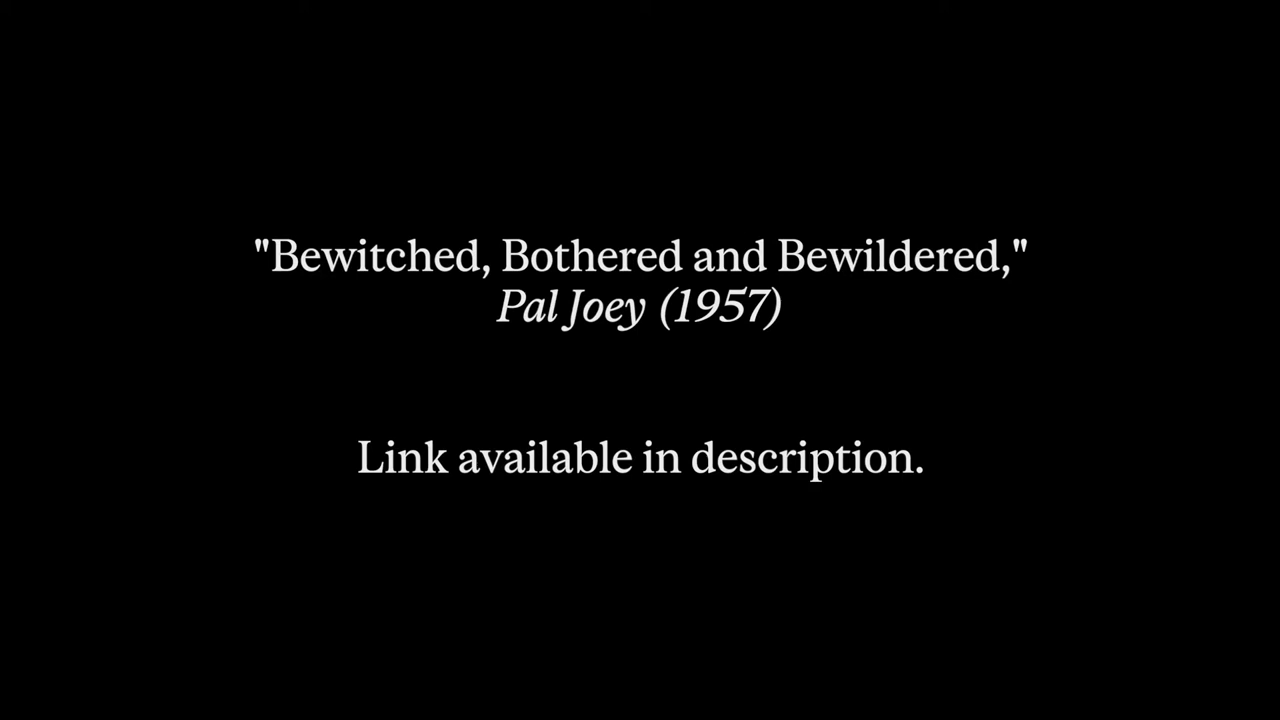 "Bewitched, Bothered and Bewildered,"
Pal Joey (1957)
Link available in description.